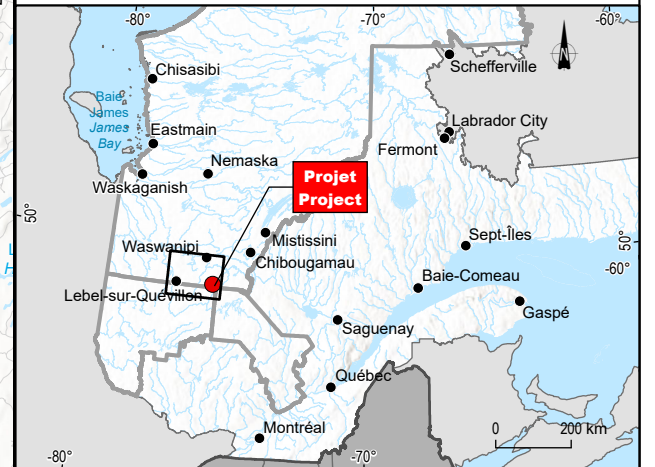 -80°
-70°
-60°
N
Chisasibi
Schefferville
Baie
James
James
Bay
Labrador City
Eastmain
Fermont
Nemaska
Waskaganish
Projet
Project
50°
Sept-Îles
Mistissini
Waswanipi
50°
Chibougamau
-60°
Baie-Comeau
Lebel-sur-Quévillon
Gaspé
Saguenay
Québec
Montréal
0
200 km
-80°
-70°